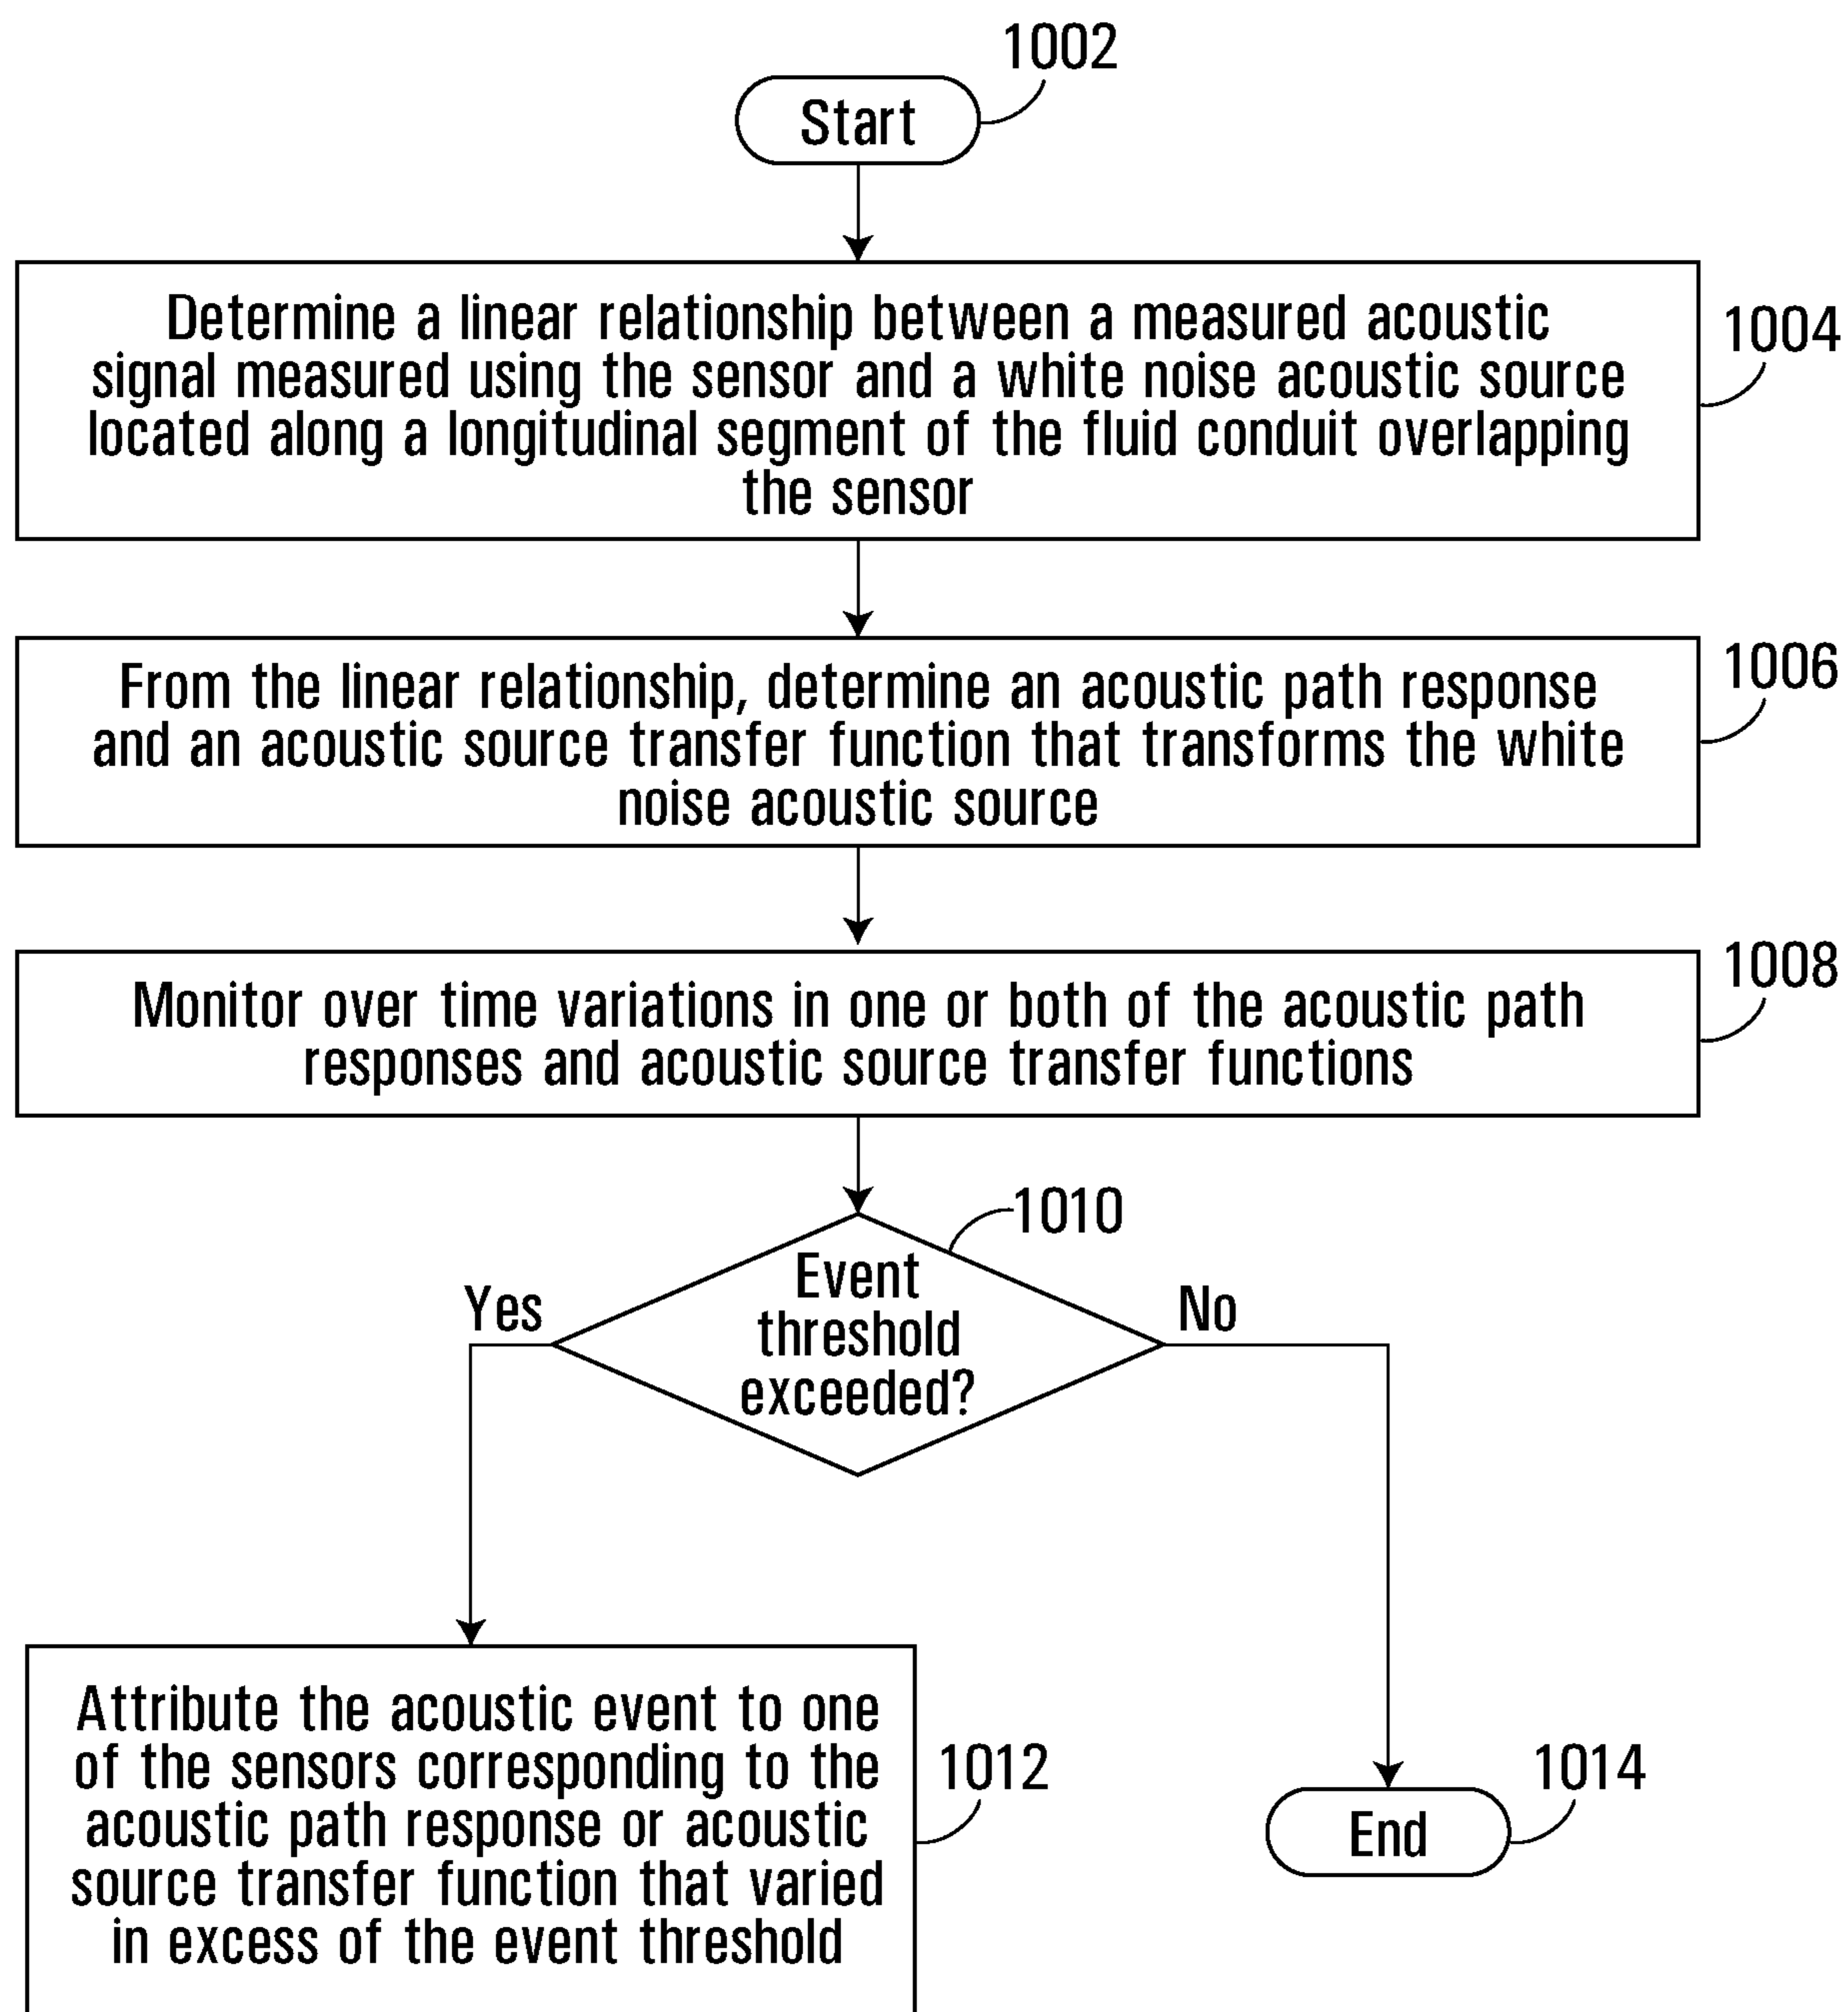 1002
Start
Determine a linear relationship between a measured acoustic
signal measured using the sensor and a white noise acoustic source
located along a longitudinal segment of the fluid conduit overlapping
the sensor
1004
From the linear relationship, determine an acoustic path response
and an acoustic source transfer function that transforms the white
noise acoustic source
1006
Monitor over time variations in one or both of the acoustic path
responses and acoustic source transfer functions
1008
1010
Event
threshold
exceeded?
Yes
No
Attribute the acoustic event to one
of the sensors corresponding to the
acoustic path response or acoustic
source transfer function that varied
in excess of the event threshold
1012
End
1014